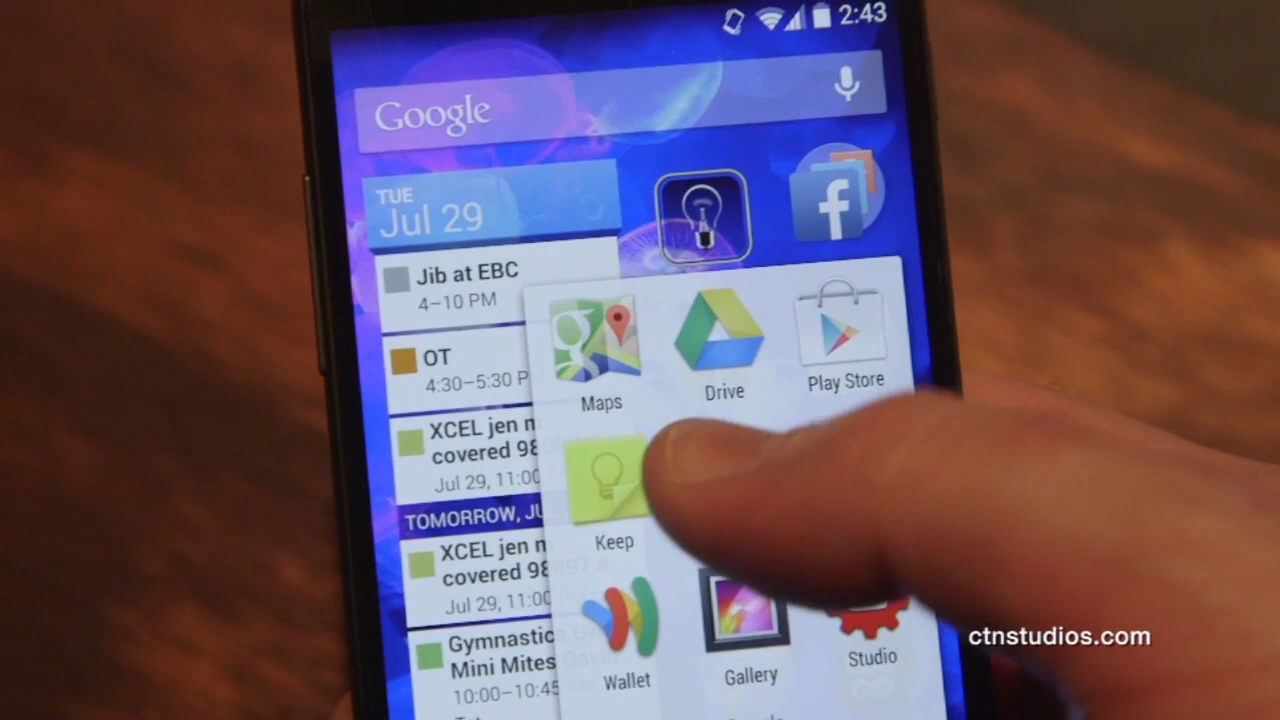 2:43
Google
TUE
Jul 29
Jib at EBC
4–10 PM
OT
4:30–5:30 P
XCEL jen m
covered 98
Jul 29, 11:00
TOMORROW, JU
XCEL jen m
covered 98
Jul 29, 11:00
Gymnastic
Mini Mites
10:00–10:45
Maps
Drive
Play Store
Keep
Wallet
Gallery
Studio
ctnstudios.com